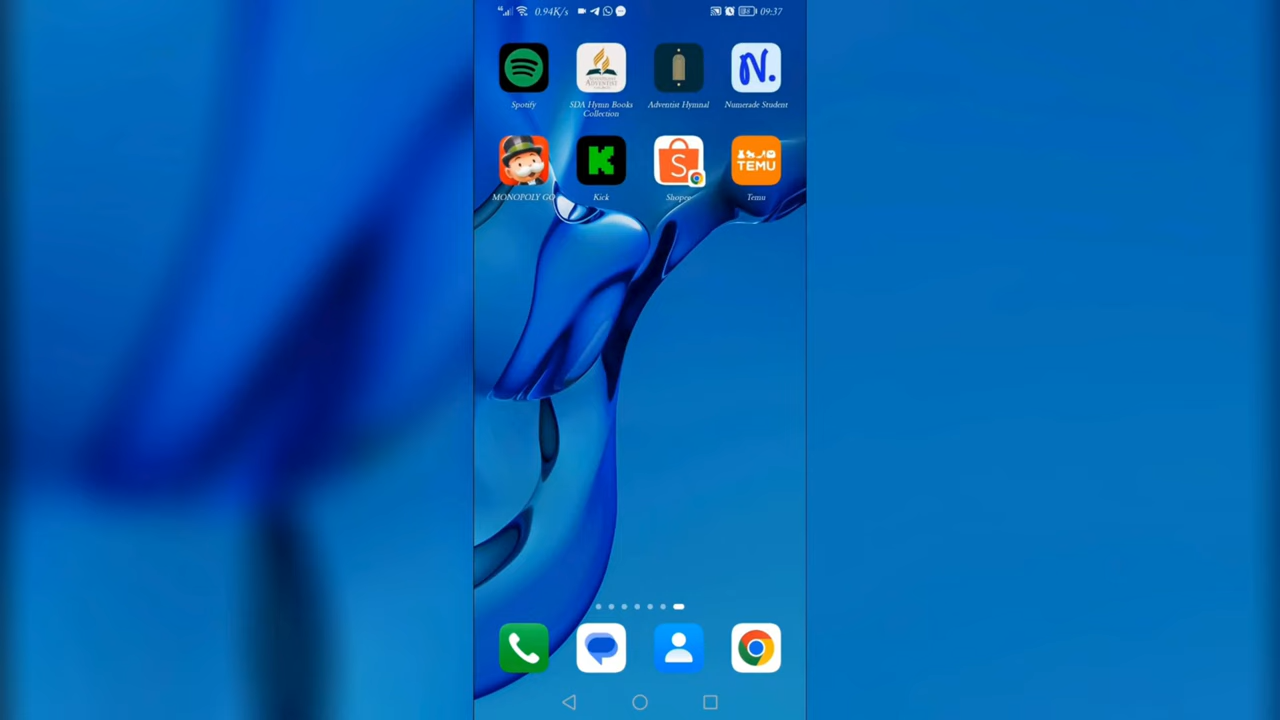 4G 0.94K/s 09:37
Spotify
SDA Hymn Books
Collection
Adventist Hymnal
N.
Numerade Student
MONOPOLY GO
K
Kick
S
Shopee
TEMU
Temu